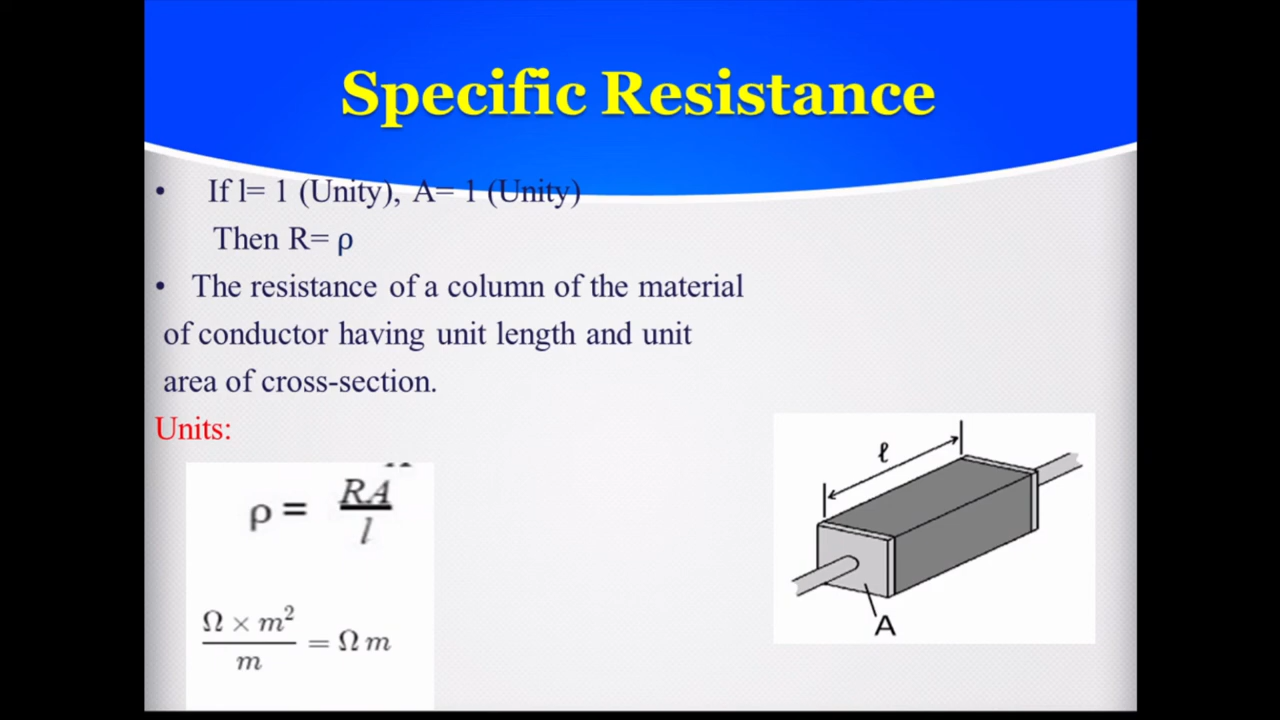 Specific Resistance
• If l= 1 (Unity), A= 1 (Unity)
Then R= ρ
• The resistance of a column of the material
of conductor having unit length and unit
area of cross-section.
Units:
ρ = RA / l
Ω × m² / m = Ω m
ℓ
A